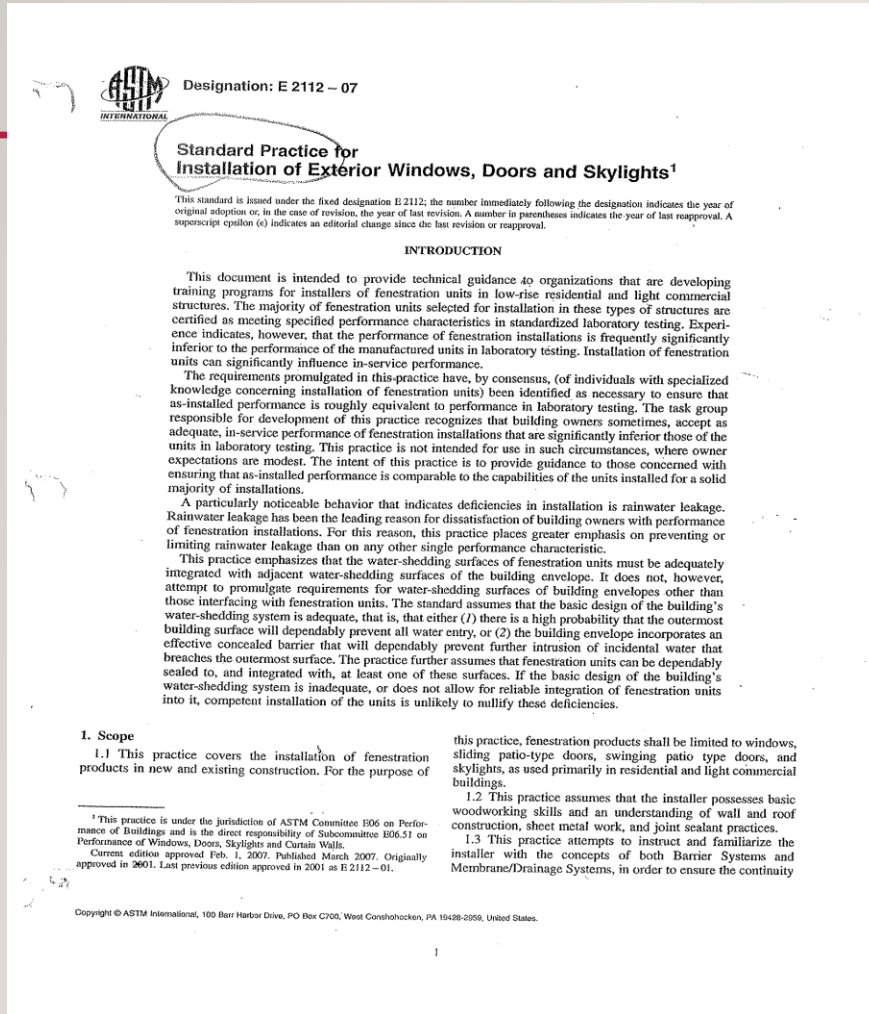 ASTM
INTERNATIONAL
Designation: E 2112 – 07
Standard Practice for
Installation of Exterior Windows, Doors and Skylights¹
This standard is issued under the fixed designation E 2112; the number immediately following the designation indicates the year of
original adoption or, in the case of revision, the year of last revision. A number in parentheses indicates the year of last reapproval. A
superscript epsilon (ε) indicates an editorial change since the last revision or reapproval.
INTRODUCTION
This document is intended to provide technical guidance to organizations that are developing
training programs for installers of fenestration units in low-rise residential and light commercial
structures. The majority of fenestration units selected for installation in these types of structures are
certified as meeting specified performance characteristics in standardized laboratory testing. Experi-
ence indicates, however, that the performance of fenestration installations is frequently significantly
inferior to the performance of the manufactured units in laboratory testing. Installation of fenestration
units can significantly influence in-service performance.
The requirements promulgated in this practice have, by consensus, (of individuals with specialized
knowledge concerning installation of fenestration units) been identified as necessary to ensure that
as-installed performance is roughly equivalent to performance in laboratory testing. The task group
responsible for development of this practice recognizes that building owners sometimes, accept as
adequate, in-service performance of fenestration installations that are significantly inferior those of the
units in laboratory testing. This practice is not intended for use in such circumstances, where owner
expectations are modest. The intent of this practice is to provide guidance to those concerned with
ensuring that as-installed performance is comparable to the capabilities of the units installed for a solid
majority of installations.
A particularly noticeable behavior that indicates deficiencies in installation is rainwater leakage.
Rainwater leakage has been the leading reason for dissatisfaction of building owners with performance
of fenestration installations. For this reason, this practice places greater emphasis on preventing or
limiting rainwater leakage than on any other single performance characteristic.
This practice emphasizes that the water-shedding surfaces of fenestration units must be adequately
integrated with adjacent water-shedding surfaces of the building envelope. It does not, however,
attempt to promulgate requirements for water-shedding surfaces of building envelopes other than
those interfacing with fenestration units. The standard assumes that the basic design of the building's
water-shedding system is adequate, that is, that either (1) there is a high probability that the outermost
building surface will dependably prevent all water entry, or (2) the building envelope incorporates an
effective concealed barrier that will dependably prevent further intrusion of incidental water that
breaches the outermost surface. The practice further assumes that fenestration units can be dependably
sealed to, and integrated with, at least one of these surfaces. If the basic design of the building's
water-shedding system is inadequate, or does not allow for reliable integration of fenestration units
into it, competent installation of the units is unlikely to nullify these deficiencies.
1. Scope
1.1 This practice covers the installation of fenestration
products in new and existing construction. For the purpose of
¹ This practice is under the jurisdiction of ASTM Committee E06 on Perfor-
mance of Buildings and is the direct responsibility of Subcommittee E06.51 on
Performance of Windows, Doors, Skylights and Curtain Walls.
Current edition approved Feb. 1, 2007. Published March 2007. Originally
approved in 2001. Last previous edition approved in 2001 as E 2112 – 01.
this practice, fenestration products shall be limited to windows,
sliding patio-type doors, swinging patio type doors, and
skylights, as used primarily in residential and light commercial
buildings.
1.2 This practice assumes that the installer possesses basic
woodworking skills and an understanding of wall and roof
construction, sheet metal work, and joint sealant practices.
1.3 This practice attempts to instruct and familiarize the
installer with the concepts of both Barrier Systems and
Membrane/Drainage Systems, in order to ensure the continuity
Copyright © ASTM International, 100 Barr Harbor Drive, PO Box C700, West Conshohocken, PA 19428-2959, United States.
1